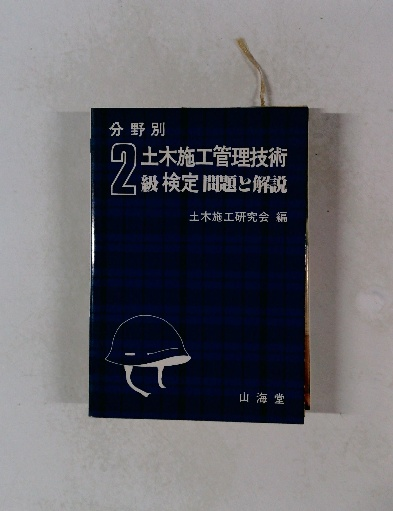 分野別
2級 土木施工管理技術
検定 問題と解説
土木施工研究会 編
山海堂